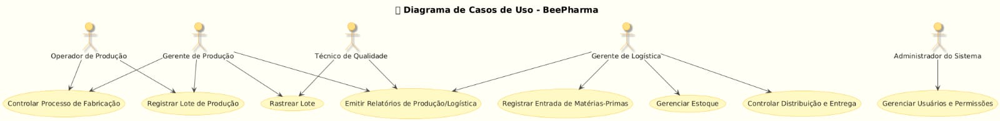 Diagrama de Casos de Uso - BeePharma
Operador de Produção
Gerente de Produção
Técnico de Qualidade
Gerente de Logística
Administrador do Sistema
Controlar Processo de Fabricação
Registrar Lote de Produção
Rastrear Lote
Emitir Relatórios de Produção/Logística
Registrar Entrada de Matérias-Primas
Gerenciar Estoque
Controlar Distribuição e Entrega
Gerenciar Usuários e Permissões